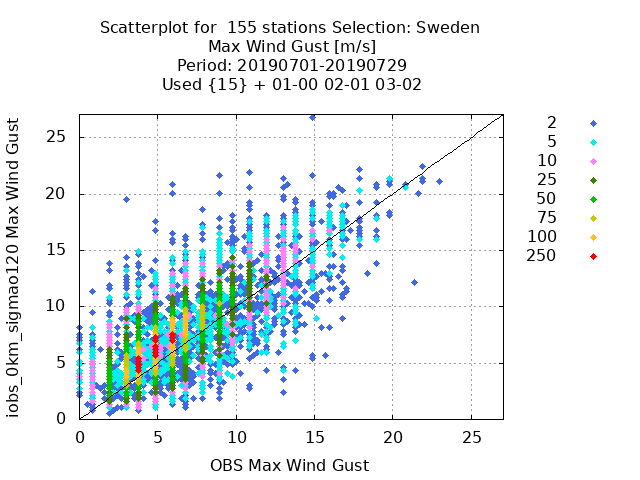 Scatterplot for  155 stations Selection: Sweden
Max Wind Gust [m/s]
Period: 20190701-20190729
Used {15} + 01-00 02-01 03-02
iobs_0km_sigmao120 Max Wind Gust
25
20
15
10
5
0
0 5 10 15 20 25
OBS Max Wind Gust
2
5
10
25
50
75
100
250